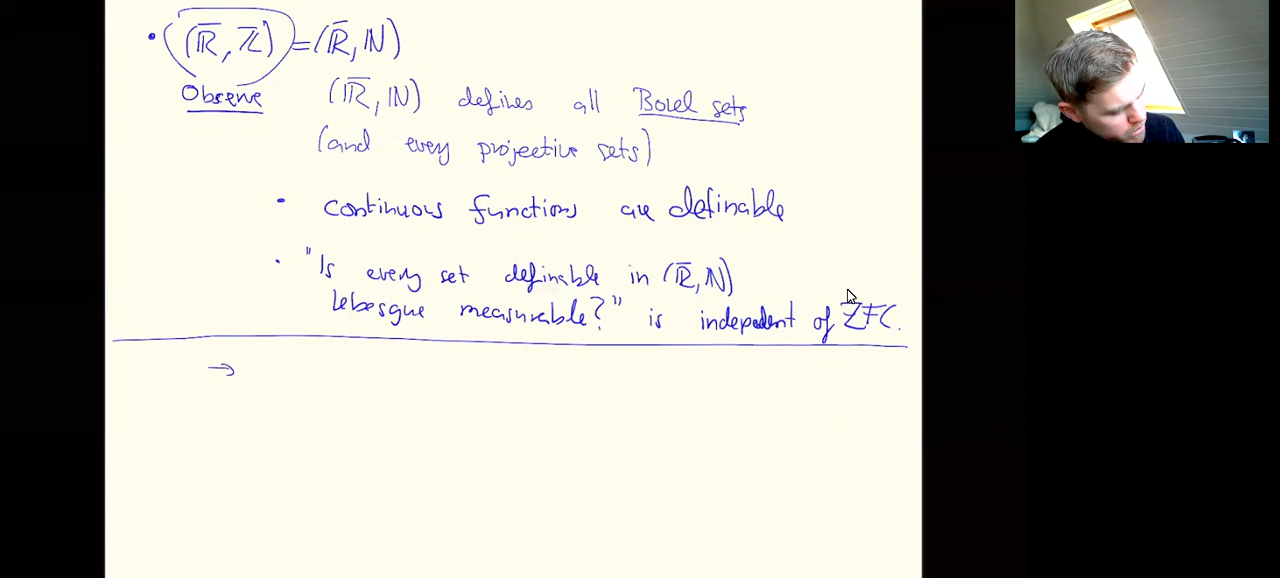 • (ℝ̄, ℤ) = (ℝ̄, ℕ)
Observe (ℝ̄, ℕ) defines all Borel sets
(and every projective sets)
• continuous functions are definable
• "Is every set definable in (ℝ̄, ℕ)
Lebesgue measurable?" is independent of ZFC.
→